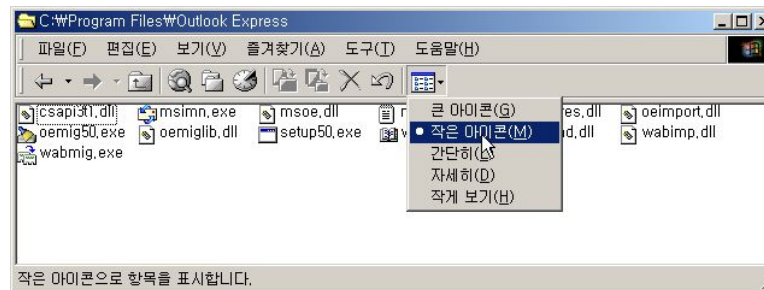 C:₩Program Files₩Outlook Express
파일(F) 편집(E) 보기(V) 즐겨찾기(A) 도구(T) 도움말(H)
csapi3t1.dll msimn.exe msoe.dll res.dll oeimport.dll
oemig50.exe oemiglib.dll setup50.exe d.dll wabimp.dll
wabmig.exe
큰 아이콘(G)
작은 아이콘(M)
간단히(L)
자세히(D)
작게 보기(H)
작은 아이콘으로 항목을 표시합니다.